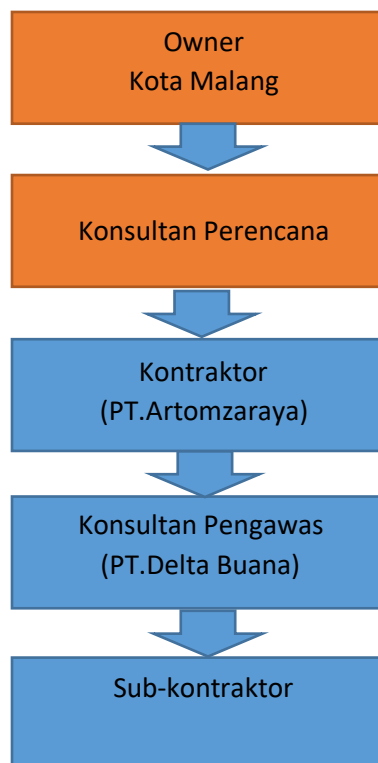 Owner
Kota Malang
Konsultan Perencana
Kontraktor
(PT.Artomzaraya)
Konsultan Pengawas
(PT.Delta Buana)
Sub-kontraktor